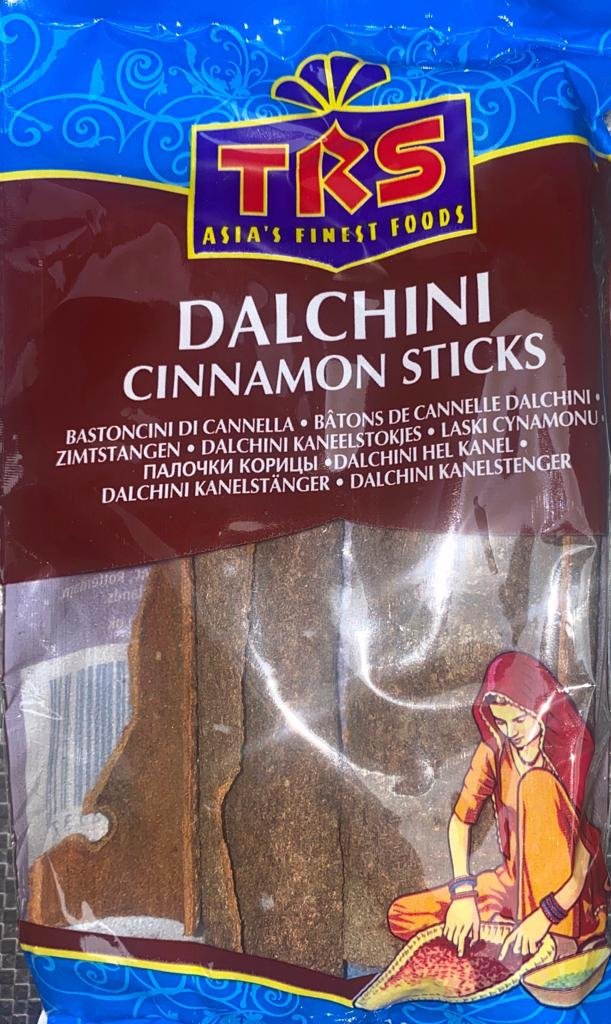 TRS
ASIA'S FINEST FOODS
DALCHINI
CINNAMON STICKS
BASTONCINI DI CANNELLA • BÂTONS DE CANNELLE DALCHINI •
ZIMTSTANGEN • DALCHINI KANEELSTOKJES • LASKI CYNAMONU
ПАЛОЧКИ КОРИЦЫ • DALCHINI HEL KANEL •
DALCHINI KANELSTÄNGER • DALCHINI KANELSTENGER